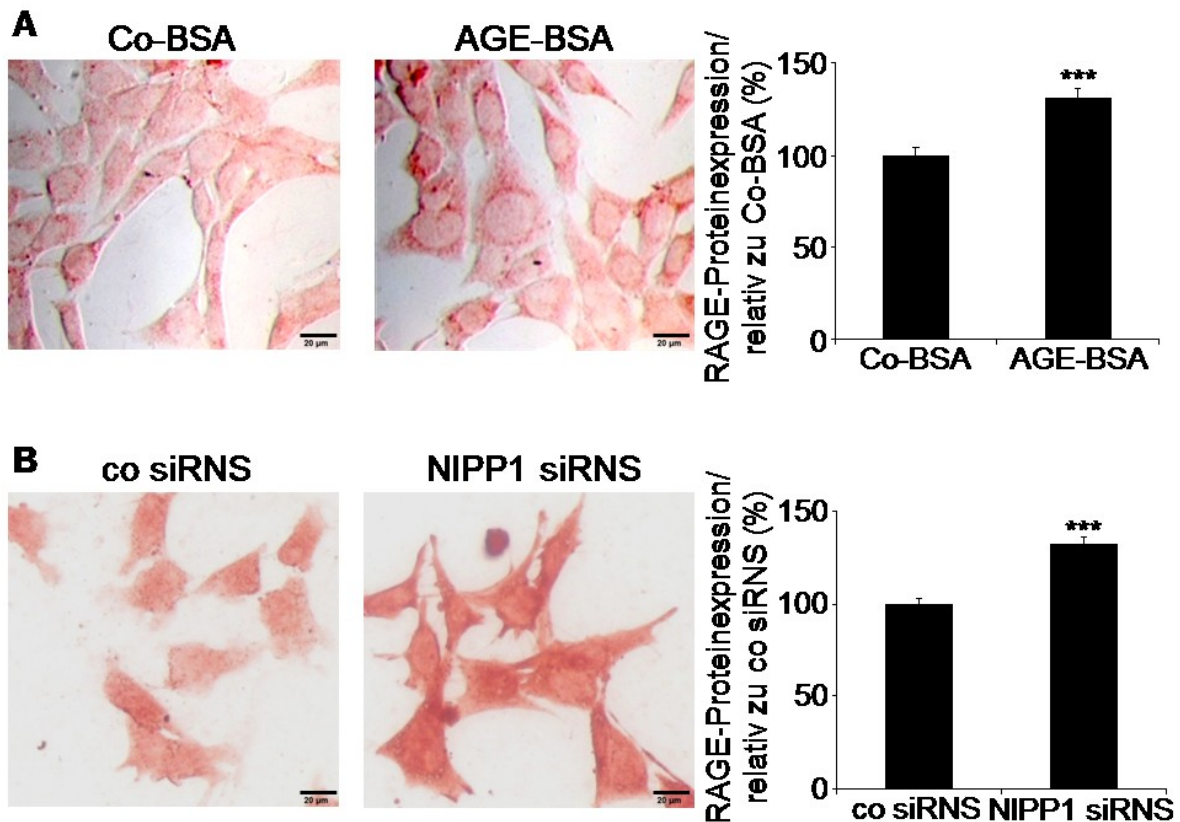 A
Co-BSA
AGE-BSA
20 µm
20 µm
RAGE-Proteinexpression/
relativ zu Co-BSA (%)
150
100
50
0
***
Co-BSA
AGE-BSA
B
co siRNS
NIPP1 siRNS
20 µm
20 µm
RAGE-Proteinexpression/
relativ zu co siRNS (%)
150
100
50
0
***
co siRNS
NIPP1 siRNS